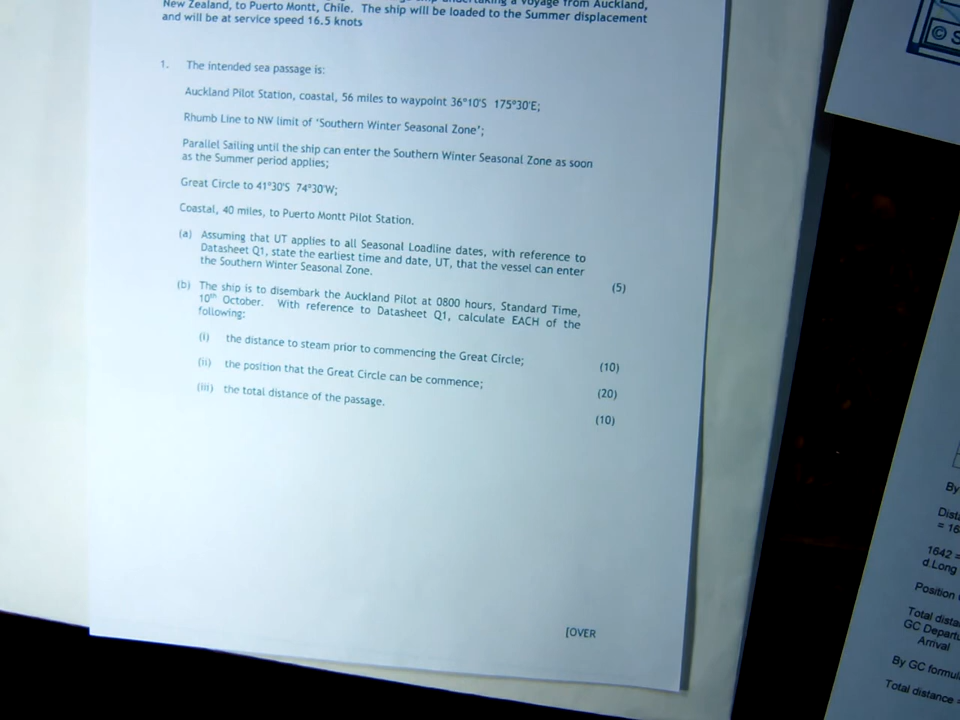 a voyage from Auckland,
New Zealand, to Puerto Montt, Chile. The ship will be loaded to the Summer displacement
and will be at service speed 16.5 knots
1. The intended sea passage is:
Auckland Pilot Station, coastal, 56 miles to waypoint 36°10'S 175°30'E;
Rhumb Line to NW limit of 'Southern Winter Seasonal Zone';
Parallel Sailing until the ship can enter the Southern Winter Seasonal Zone as soon
as the Summer period applies;
Great Circle to 41°30'S 74°30'W;
Coastal, 40 miles, to Puerto Montt Pilot Station.
(a) Assuming that UT applies to all Seasonal Loadline dates, with reference to
Datasheet Q1, state the earliest time and date, UT, that the vessel can enter
the Southern Winter Seasonal Zone.
(5)
(b) The ship is to disembark the Auckland Pilot at 0800 hours, Standard Time,
10th October. With reference to Datasheet Q1, calculate EACH of the
following:
(i) the distance to steam prior to commencing the Great Circle;
(10)
(ii) the position that the Great Circle can be commence;
(20)
(iii) the total distance of the passage.
(10)
[OVER
© S
By
Dist
= 16
1642 =
d.Long
Position
Total dista
GC Depart
Arrival
By GC formul
Total distance =